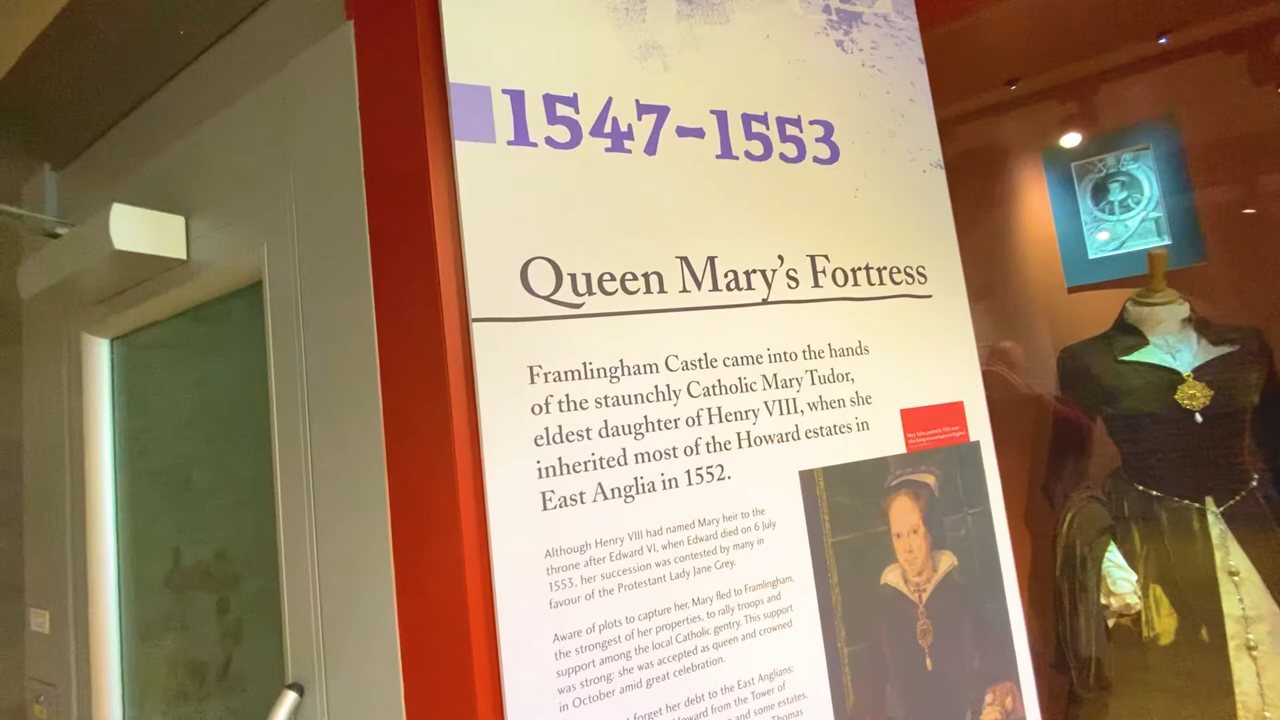 1547-1553
Queen Mary's Fortress
Framlingham Castle came into the hands
of the staunchly Catholic Mary Tudor,
eldest daughter of Henry VIII, when she
inherited most of the Howard estates in
East Anglia in 1552.
Although Henry VIII had named Mary heir to the
throne after Edward VI, when Edward died on 6 July
1553, her succession was contested by many in
favour of the Protestant Lady Jane Grey.
Aware of plots to capture her, Mary fled to Framlingham,
the strongest of her properties, to rally troops and
support among the local Catholic gentry. This support
was strong: she was accepted as queen and crowned
in October amid great celebration.
forget her debt to the East Anglians;
Howard from the Tower of
and some estates.
Thomas